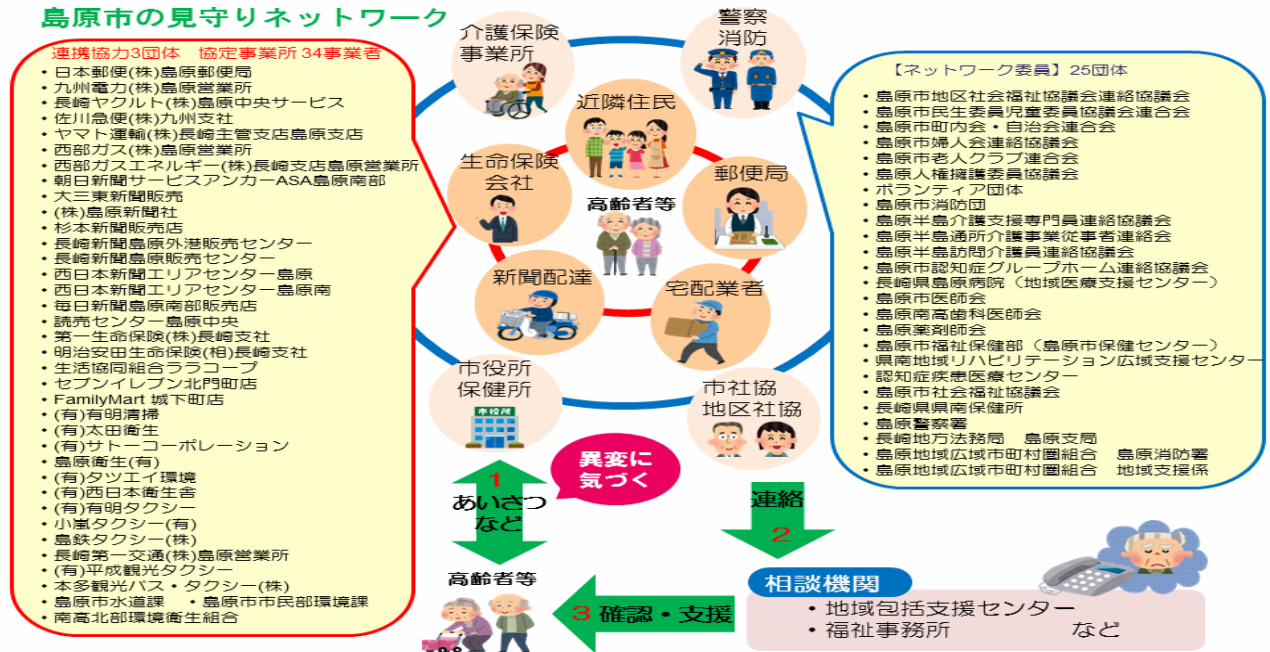 島原市の見守りネットワーク
連携協力3団体　協定事業所 34事業者
・日本郵便(株)島原郵便局
・九州電力(株)島原営業所
・長崎ヤクルト(株)島原中央サービス
・佐川急便(株)九州支社
・ヤマト運輸(株)長崎主管支店島原支店
・西部ガス(株)島原営業所
・西部ガスエネルギー(株)長崎支店島原営業所
・朝日新聞サービスアンカーASA島原南部
・大三東新聞販売
・(株)島原新聞社
・杉本新聞販売店
・長崎新聞島原外港販売センター
・長崎新聞島原販売センター
・西日本新聞エリアセンター島原
・西日本新聞エリアセンター島原南
・毎日新聞島原南部販売店
・読売センター島原中央
・第一生命保険(株)長崎支社
・明治安田生命保険(相)長崎支社
・生活協同組合ララコープ
・セブンイレブン北門町店
・FamilyMart 城下町店
・(有)有明清掃
・(有)太田衛生
・(有)サトーコーポレーション
・島原衛生(有)
・(有)タツエイ環境
・(有)西日本衛生舎
・(有)有明タクシー
・小嵐タクシー(有)
・島鉄タクシー(株)
・長崎第一交通(株)島原営業所
・(有)平成観光タクシー
・本多観光バス・タクシー(株)
・島原市水道課　・島原市市民部環境課
・南高北部環境衛生組合
介護保険
事業所
警察
消防
近隣住民
生命保険
会社
郵便局
高齢者等
新聞配達
宅配業者
市役所
保健所
市役所
市社協
地区社協
【ネットワーク委員】25団体
・島原市地区社会福祉協議会連絡協議会
・島原市民生委員児童委員協議会連合会
・島原市町内会・自治会連合会
・島原市婦人会連絡協議会
・島原市老人クラブ連合会
・島原人権擁護委員協議会
・ボランティア団体
・島原市消防団
・島原半島介護支援専門員連絡協議会
・島原半島通所介護事業従事者連絡会
・島原半島訪問介護員連絡協議会
・島原市認知症グループホーム連絡協議会
・長崎県島原病院（地域医療支援センター）
・島原市医師会
・島原南高歯科医師会
・島原薬剤師会
・島原市福祉保健部（島原市保健センター）
・県南地域リハビリテーション広域支援センター
・認知症疾患医療センター
・島原市社会福祉協議会
・長崎県県南保健所
・島原警察署
・長崎地方法務局　島原支局
・島原地域広域市町村圏組合　島原消防署
・島原地域広域市町村圏組合　地域支援係
異変に
気づく
1
あいさつ
など
連絡
2
高齢者等
3 確認・支援
相談機関
・地域包括支援センター
・福祉事務所　など